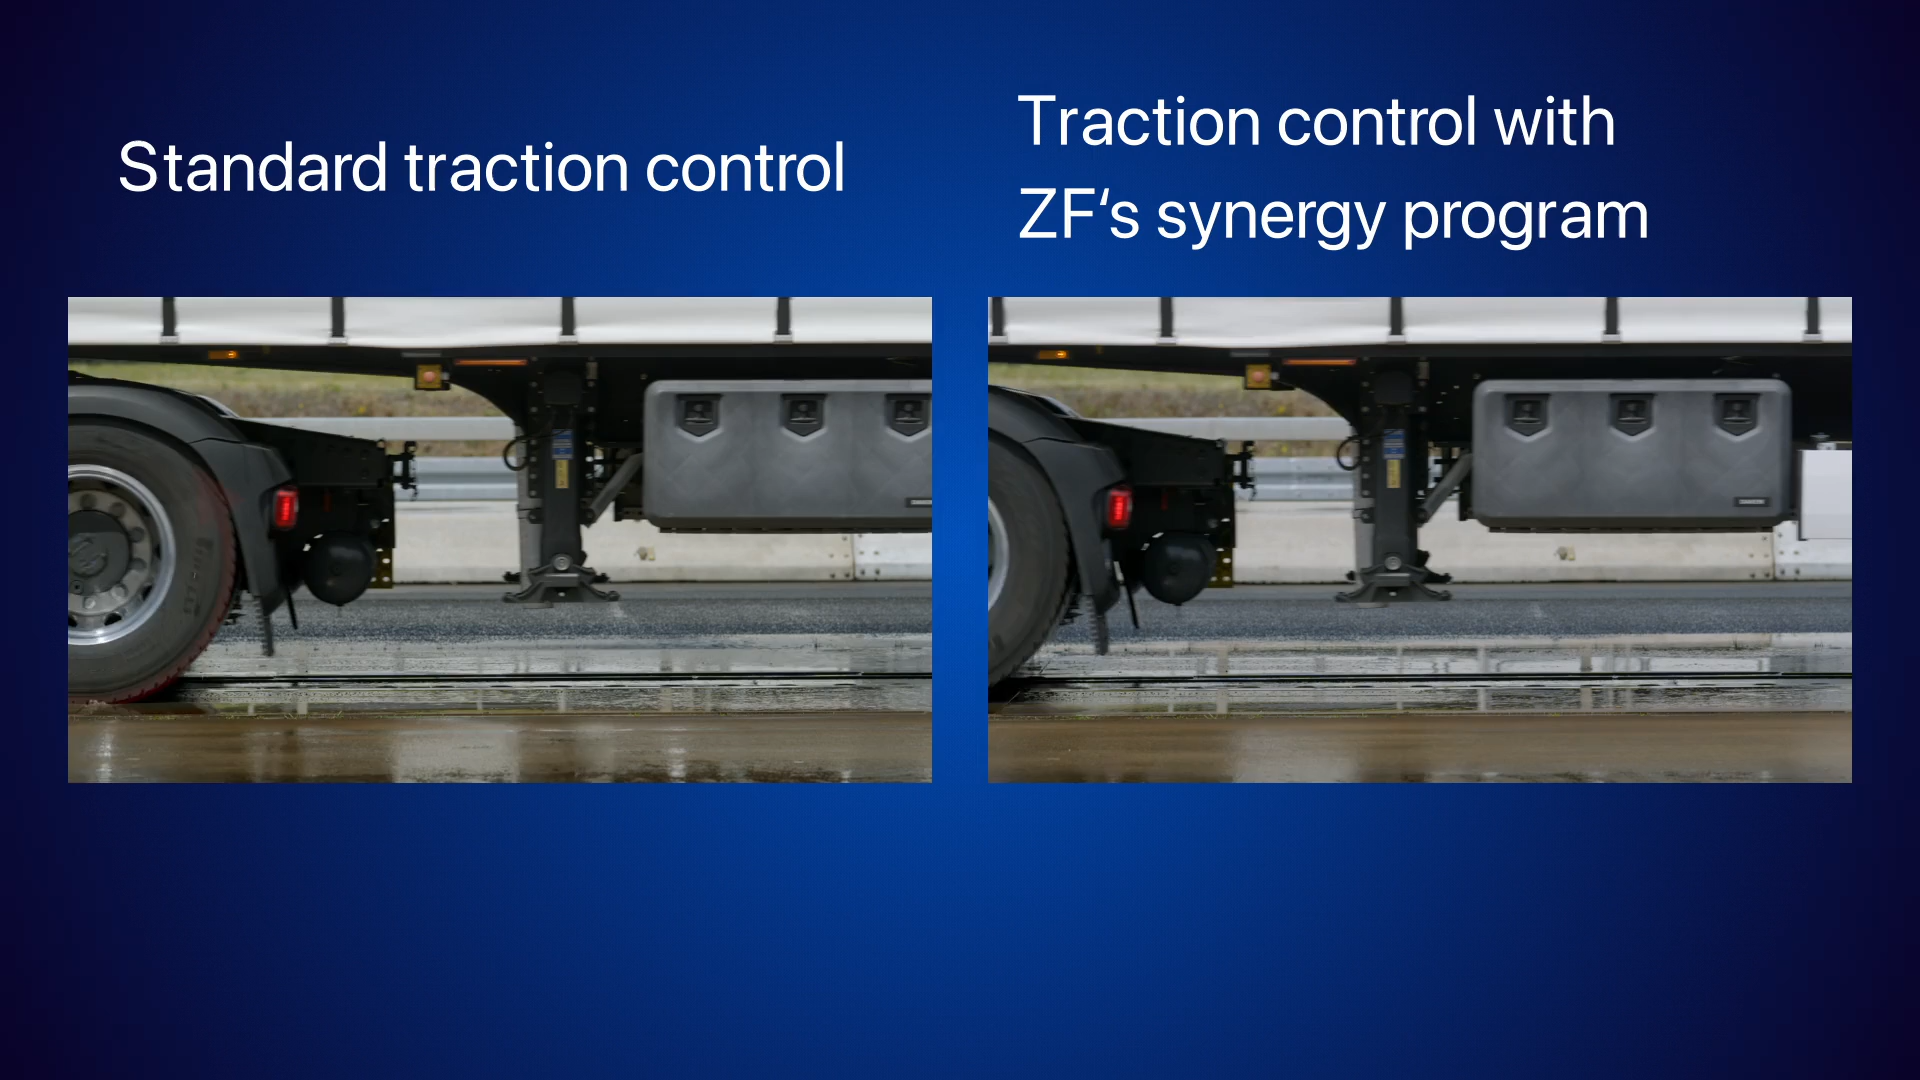 Standard traction control
Traction control with
ZF‘s synergy program